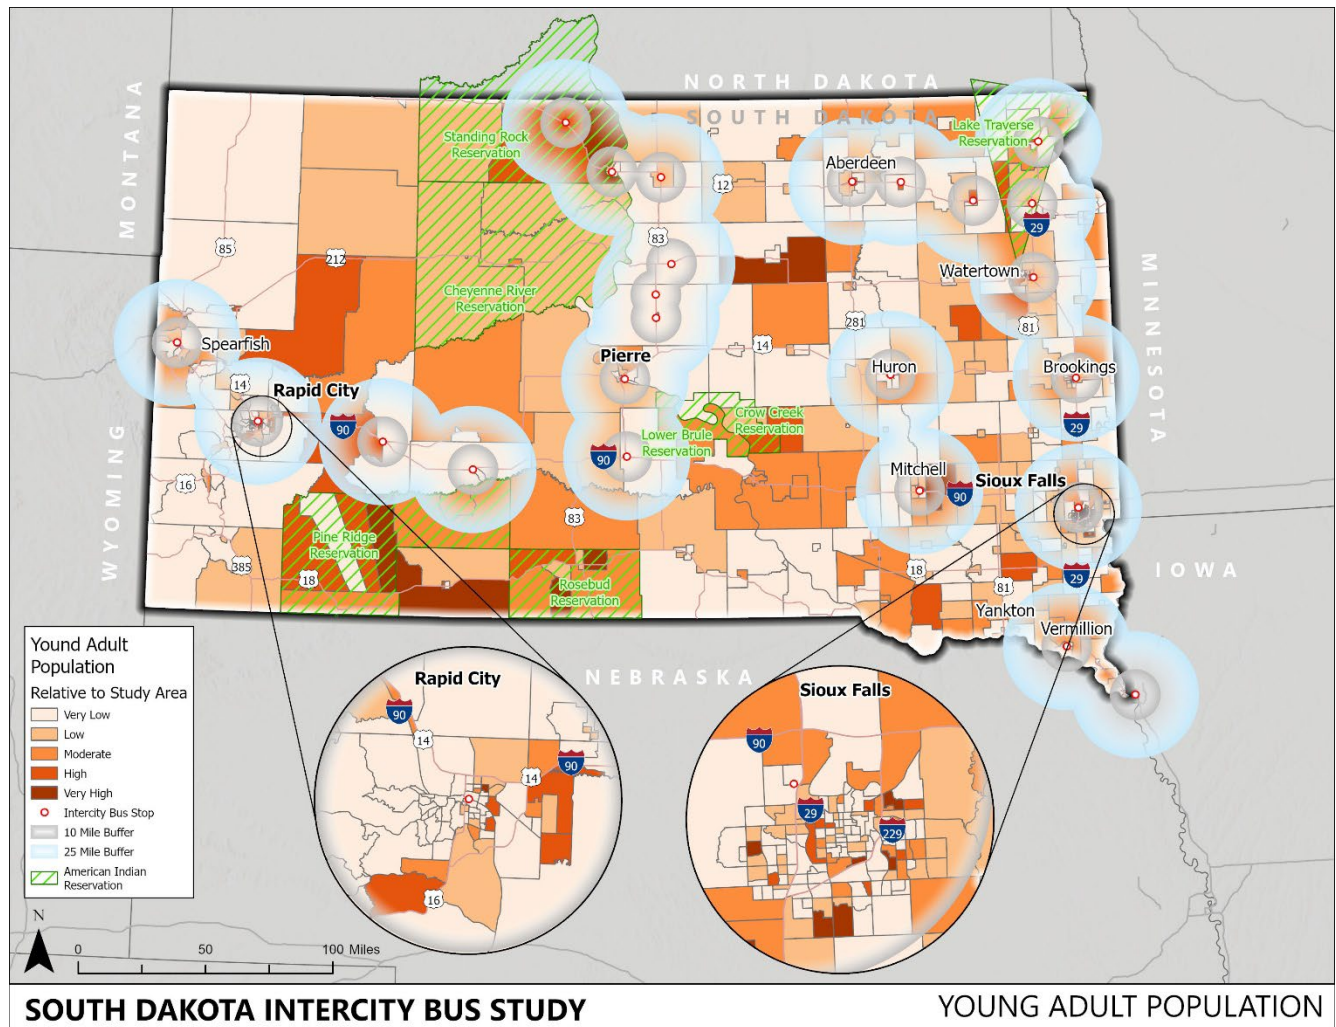 NORTH DAKOTA
SOUTH DAKOTA
MONTANA
WYOMING
MINNESOTA
IOWA
NEBRASKA
Standing Rock
Reservation
Lake Traverse
Reservation
Aberdeen
12
29
85
212
83
Watertown
Cheyenne River
Reservation
281
81
Spearfish
14
14
Pierre
Huron
Brookings
Rapid City
90
Crow Creek
Reservation
29
Lower Brule
Reservation
90
Mitchell
Sioux Falls
90
16
83
Pine Ridge
Reservation
385
18
Rosebud
Reservation
18
81
29
Yankton
Vermillion
Rapid City
90
14
90
14
16
Sioux Falls
90
29
229
Yound Adult
Population
Relative to Study Area
Very Low
Low
Moderate
High
Very High
Intercity Bus Stop
10 Mile Buffer
25 Mile Buffer
American Indian
Reservation
N
0 50 100 Miles
SOUTH DAKOTA INTERCITY BUS STUDY
YOUNG ADULT POPULATION